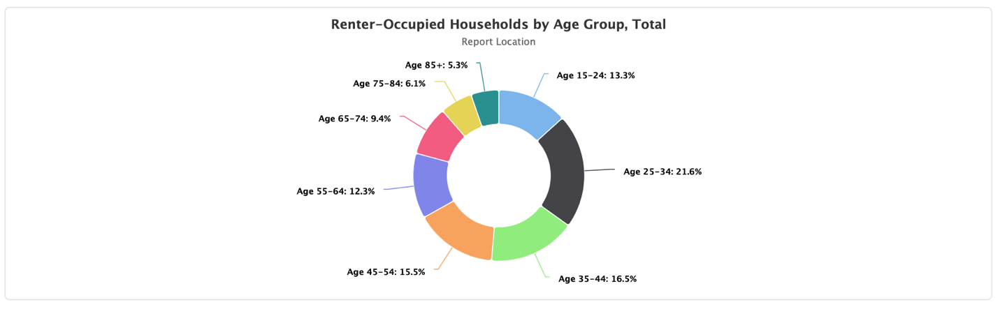 Renter-Occupied Households by Age Group, Total
Report Location
Age 85+: 5.3%
Age 15-24: 13.3%
Age 75-84: 6.1%
Age 65-74: 9.4%
Age 25-34: 21.6%
Age 55-64: 12.3%
Age 45-54: 15.5%
Age 35-44: 16.5%